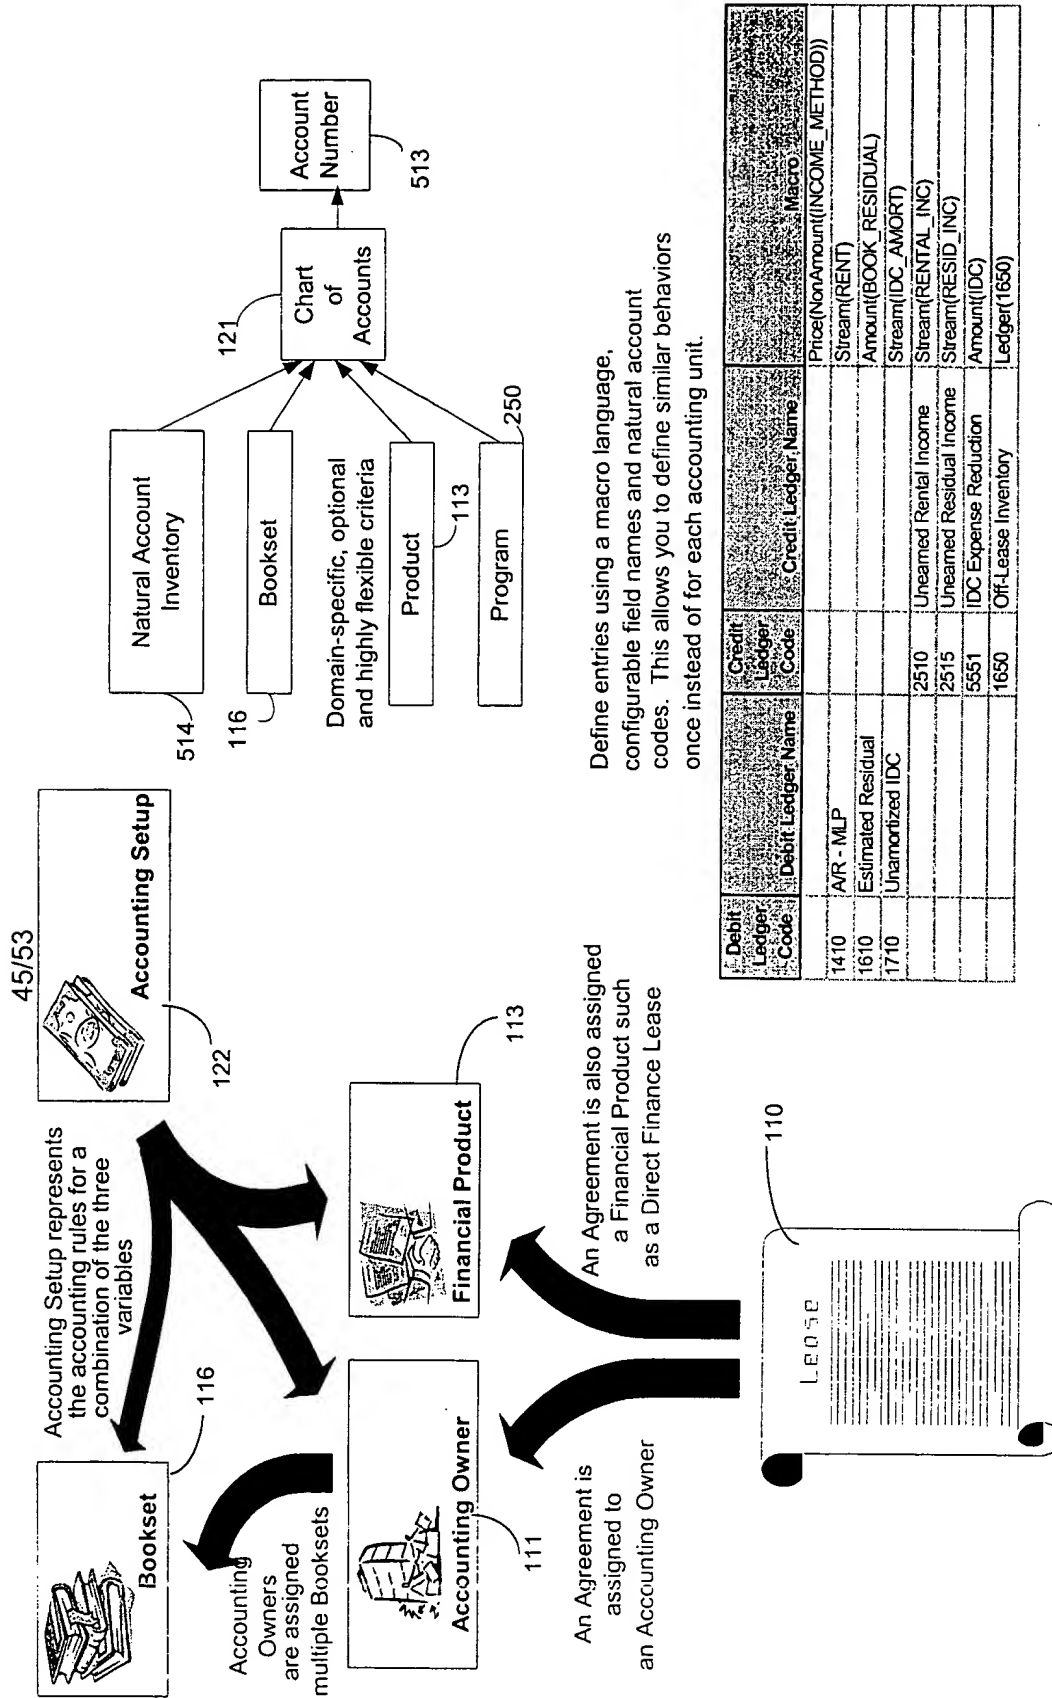 45/53
Bookset
116
Accounting Setup represents
the accounting rules for a
combination of the three
variables
Accounting Setup
122
Accounting
Owners
are assigned
multiple Booksets
Accounting Owner
111
Financial Product
113
An Agreement is
assigned to
an Accounting Owner
An Agreement is also assigned
a Financial Product such
as a Direct Finance Lease
Lease
110
Natural Account
Inventory
514
Bookset
116
Domain-specific, optional
and highly flexible criteria
Product
113
Program
250
Chart
of
Accounts
121
Account
Number
513
Define entries using a macro language,
configurable field names and natural account
codes. This allows you to define similar behaviors
once instead of for each accounting unit.
Debit Ledger Code Debit Ledger Name Credit Ledger Code Credit Ledger Name Macro
Price(NonAmount(INCOME_METHOD))
1410 A/R - MLP Stream(RENT)
1610 Estimated Residual Amount(BOOK_RESIDUAL)
1710 Unamortized IDC Stream(IDC_AMORT)
2510 Unearned Rental Income Stream(RENTAL_INC)
2515 Unearned Residual Income Stream(RESID_INC)
5551 IDC Expense Reduction Amount(IDC)
1650 Off-Lease Inventory Ledger(1650)